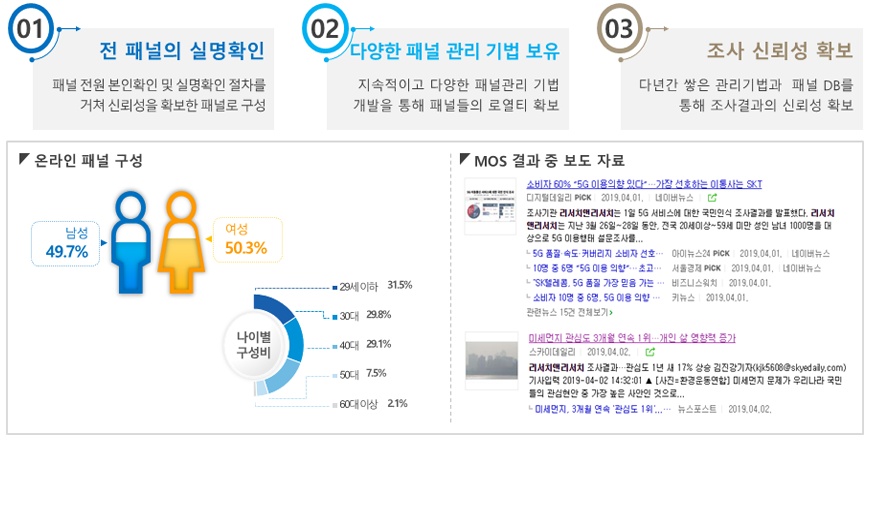 01
전 패널의 실명확인
패널 전원 본인확인 및 실명확인 절차를
거쳐 신뢰성을 확보한 패널로 구성
02
다양한 패널 관리 기법 보유
지속적이고 다양한 패널관리 기법
개발을 통해 패널들의 로열티 확보
03
조사 신뢰성 확보
다년간 쌓은 관리기법과 패널 DB를
통해 조사결과의 신뢰성 확보
온라인 패널 구성
남성
49.7%
여성
50.3%
나이별
구성비
29세이하 31.5%
30대 29.8%
40대 29.1%
50대 7.5%
60대이상 2.1%
MOS 결과 중 보도 자료
소비자 60% "5G 이용의향 있다"…가장 선호하는 이통사는 SKT
디지털데일리 PICK 2019.04.01. 네이버뉴스
조사기관 리서치앤리서치는 1일 5G 서비스에 대한 국민인식 조사결과를 발표했다. 리서치
앤리서치는 지난 3월 26일~28일 동안, 전국 20세이상~59세 미만 성인 남녀 1000명을 대
상으로 5G 이용행태 설문조사를...
5G 품질·속도·커버리지 소비자 선호… 아이뉴스24 PICK 2019.04.01. 네이버뉴스
10명 중 6명 "5G 이용 의향"…초고… 서울경제 PICK 2019.04.01. 네이버뉴스
"SK텔레콤, 5G 품질 가장 믿음 가는 … 비즈니스워치 2019.04.01.
소비자 10명 중 6명, 5G 이용 의향 … 키뉴스 2019.04.01.
관련뉴스 15건 전체보기
미세먼지 관심도 3개월 연속 1위…개인 삶 영향력 증가
스카이데일리 2019.04.02.
리서치앤리서치 조사결과…관심도 1년 새 17% 상승 김진강기자(kjk5608@skyedaily.com)
기사입력 2019-04-02 14:32:01 ▲ [사진=환경운동연합] 미세먼지 문제가 우리나라 국민
들의 관심현안 중 가장 높은 사안인 것으로...
미세먼지, 3개월 연속 '관심도 1위'...… 뉴스포스트 2019.04.02.